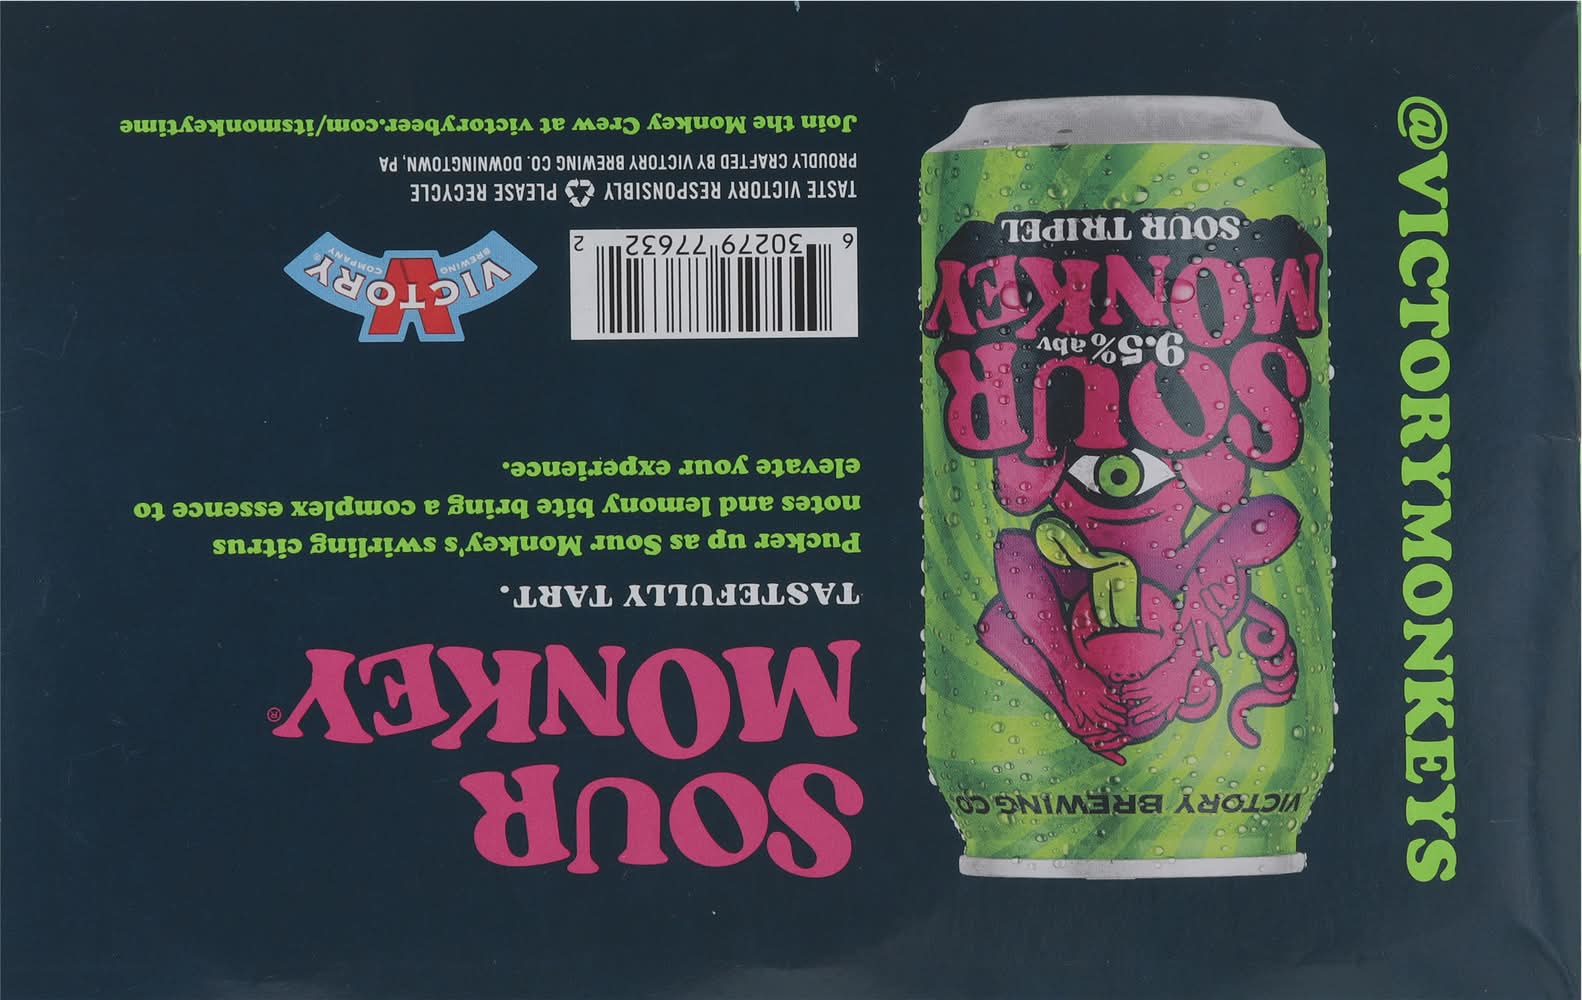 SOUR
MONKEY®
TASTEFULLY TART.
Pucker up as Sour Monkey's swirling citrus
notes and lemony bite bring a complex essence to
elevate your experience.
VICTORY
BREWING COMPANY®
6 30279 77632 2
TASTE VICTORY RESPONSIBLY PLEASE RECYCLE
PROUDLY CRAFTED BY VICTORY BREWING CO. DOWNINGTOWN, PA
Join the Monkey Crew at victorybeer.com/itsmonkeytime
VICTORY BREWING CO
SOUR
9.5% abv
MONKEY
SOUR TRIPEL
@VICTORYMONKEYS